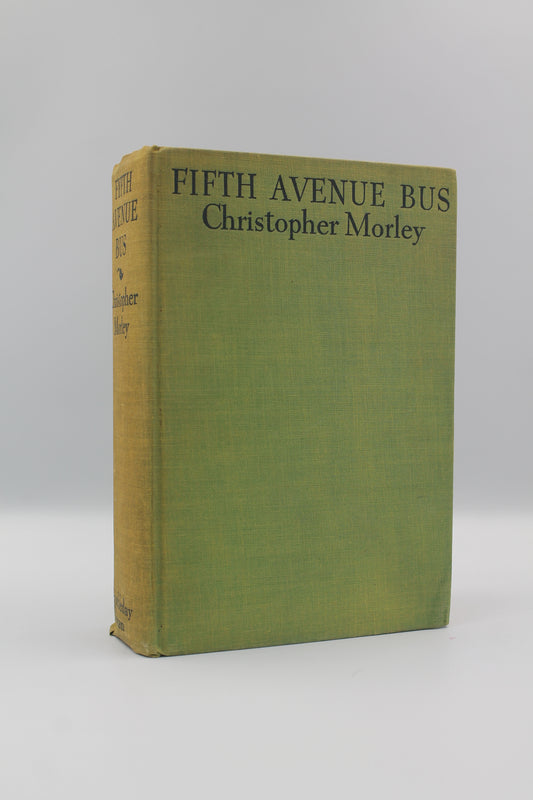 FIFTH AVENUE BUS
Christopher Morley
FIFTH
AVENUE
BUS
Christopher
Morley